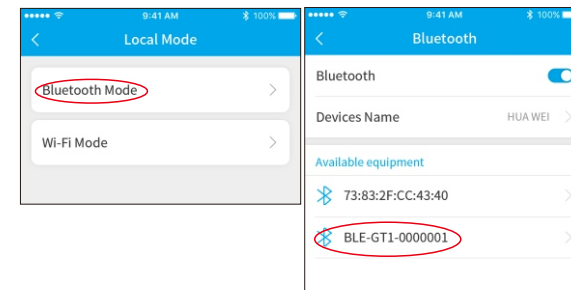 9:41 AM 100%
Local Mode
Bluetooth Mode
Wi-Fi Mode
9:41 AM 100%
Bluetooth
Bluetooth
Devices Name HUA WEI
Available equipment
73:83:2F:CC:43:40
BLE-GT1-0000001